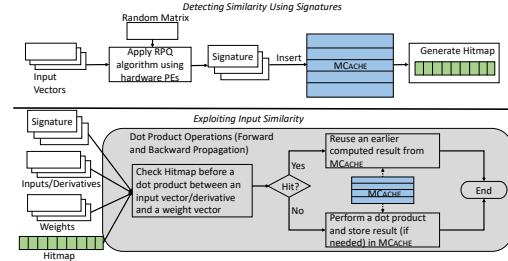 Detecting Similarity Using Signatures
Random Matrix
Input
Vectors
Apply RPQ
algorithm using
hardware PEs
Signature
Insert
MCACHE
Generate Hitmap
Exploiting Input Similarity
Signature
Inputs/Derivatives
Weights
Hitmap
Dot Product Operations (Forward
and Backward Propagation)
Check Hitmap before a
dot product between an
input vector/derivative
and a weight vector
Yes
Hit?
No
Reuse an earlier
computed result from
MCACHE
MCACHE
Perform a dot product
and store result (if
needed) in MCACHE
End